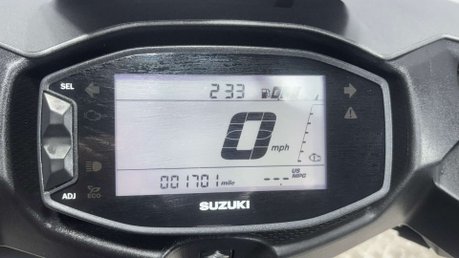 SEL
2:33
0 mph
ADJ
ECO
001701 mile
--.- US MPG
SUZUKI